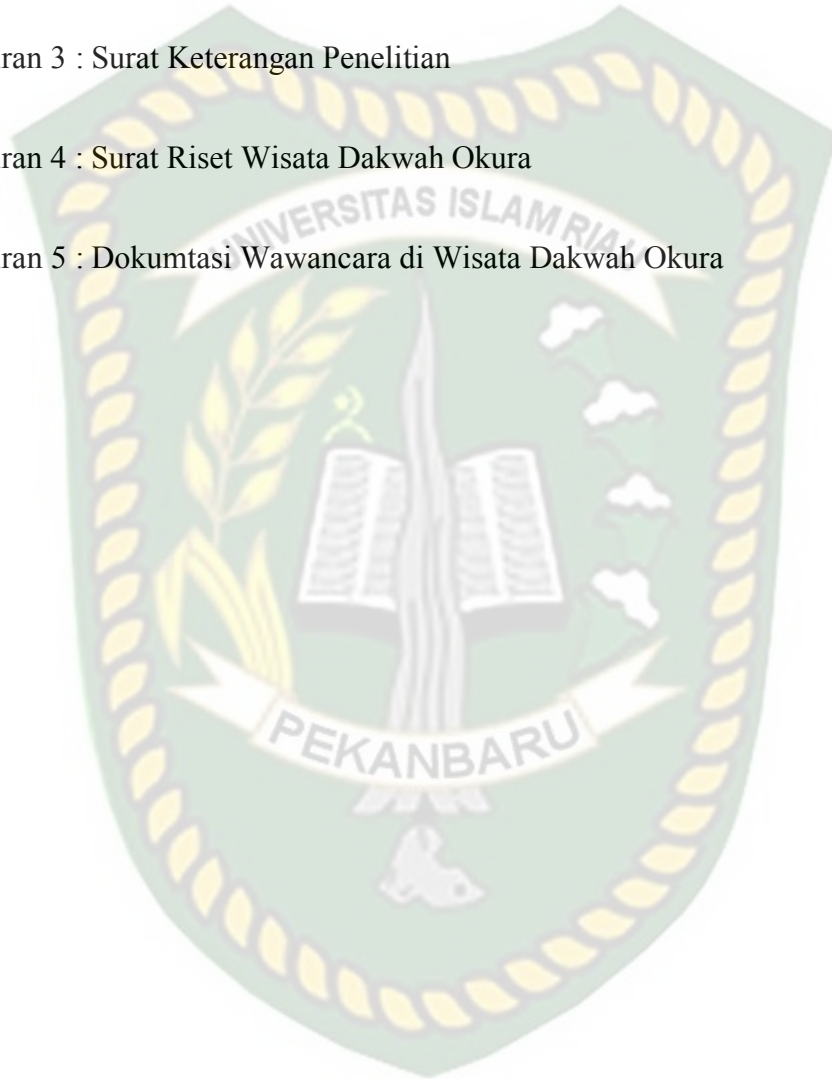 ran 3 : Surat Keterangan Penelitian
ran 4 : Surat Riset Wisata Dakwah Okura
UNIVERSITAS ISLAM RIAU
ran 5 : Dokumtasi Wawancara di Wisata Dakwah Okura
PEKANBARU